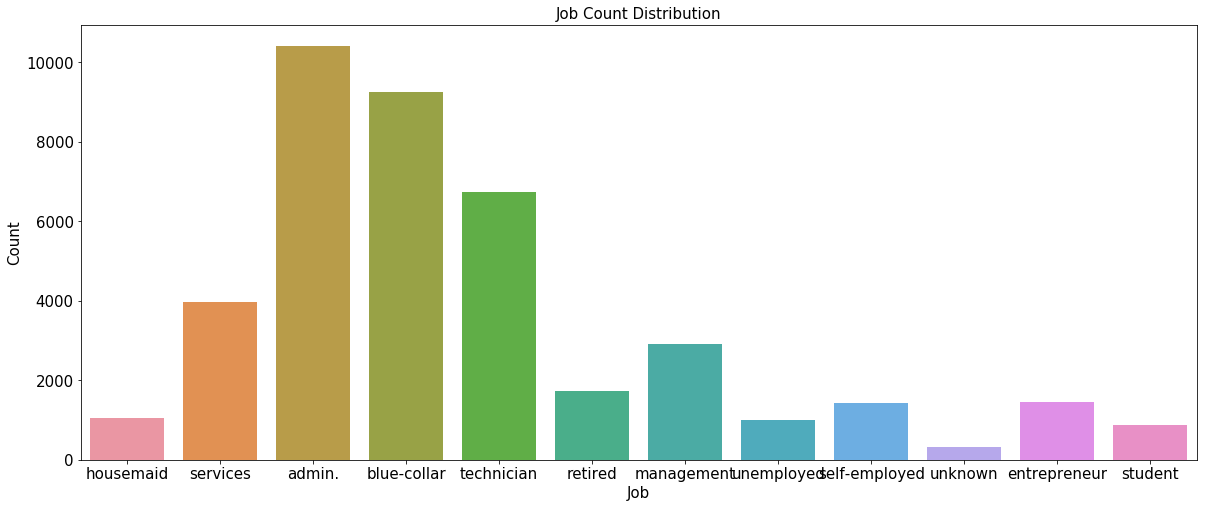 Job Count Distribution
10000
8000
6000
4000
2000
0
Count
housemaid services admin. blue-collar technician retired management unemployed self-employed unknown entrepreneur student
Job